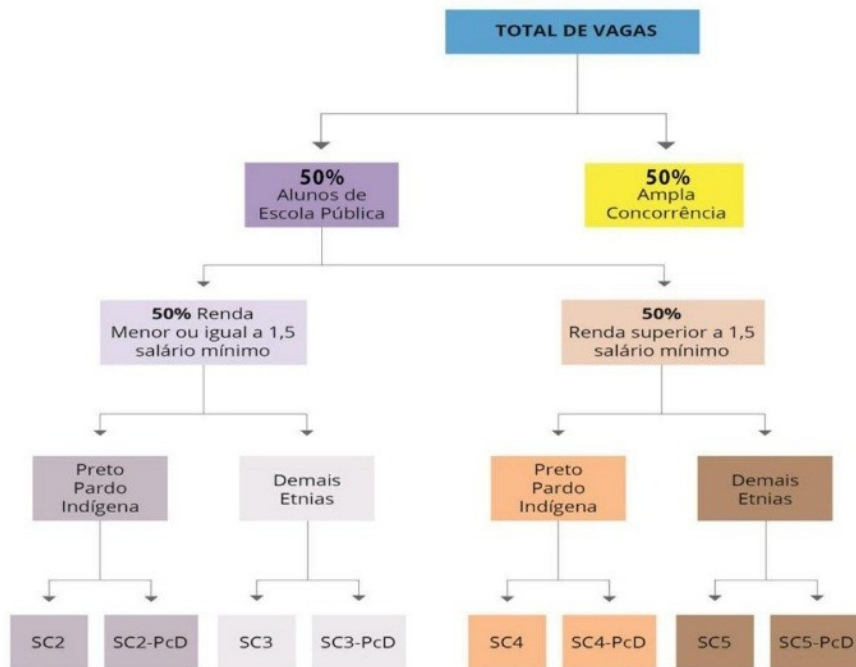 TOTAL DE VAGAS
50%
Alunos de
Escola Pública
50%
Ampla
Concorrência
50% Renda
Menor ou igual a 1,5
salário mínimo
50%
Renda superior a 1,5
salário mínimo
Preto
Pardo
Indígena
Demais
Etnias
Preto
Pardo
Indígena
Demais
Etnias
SC2
SC2-PcD
SC3
SC3-PcD
SC4
SC4-PcD
SC5
SC5-PcD